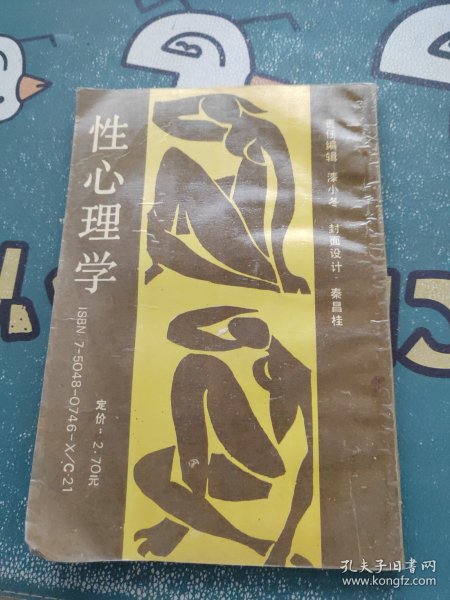 性心理学
ISBN 7-5048-0746-X/C·21
定价：2.70元
责任编辑 漆小冬 封面设计 秦昌桂
孔夫子旧书网
www.kongfz.com